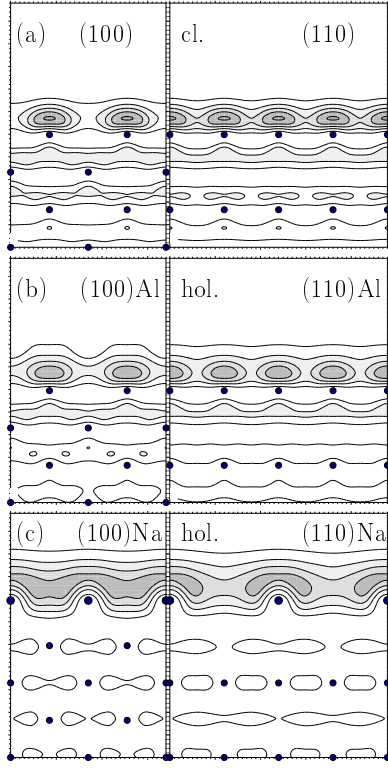 (a) (100) cl. (110)
(b) (100)Al hol. (110)Al
(c) (100)Na hol. (110)Na